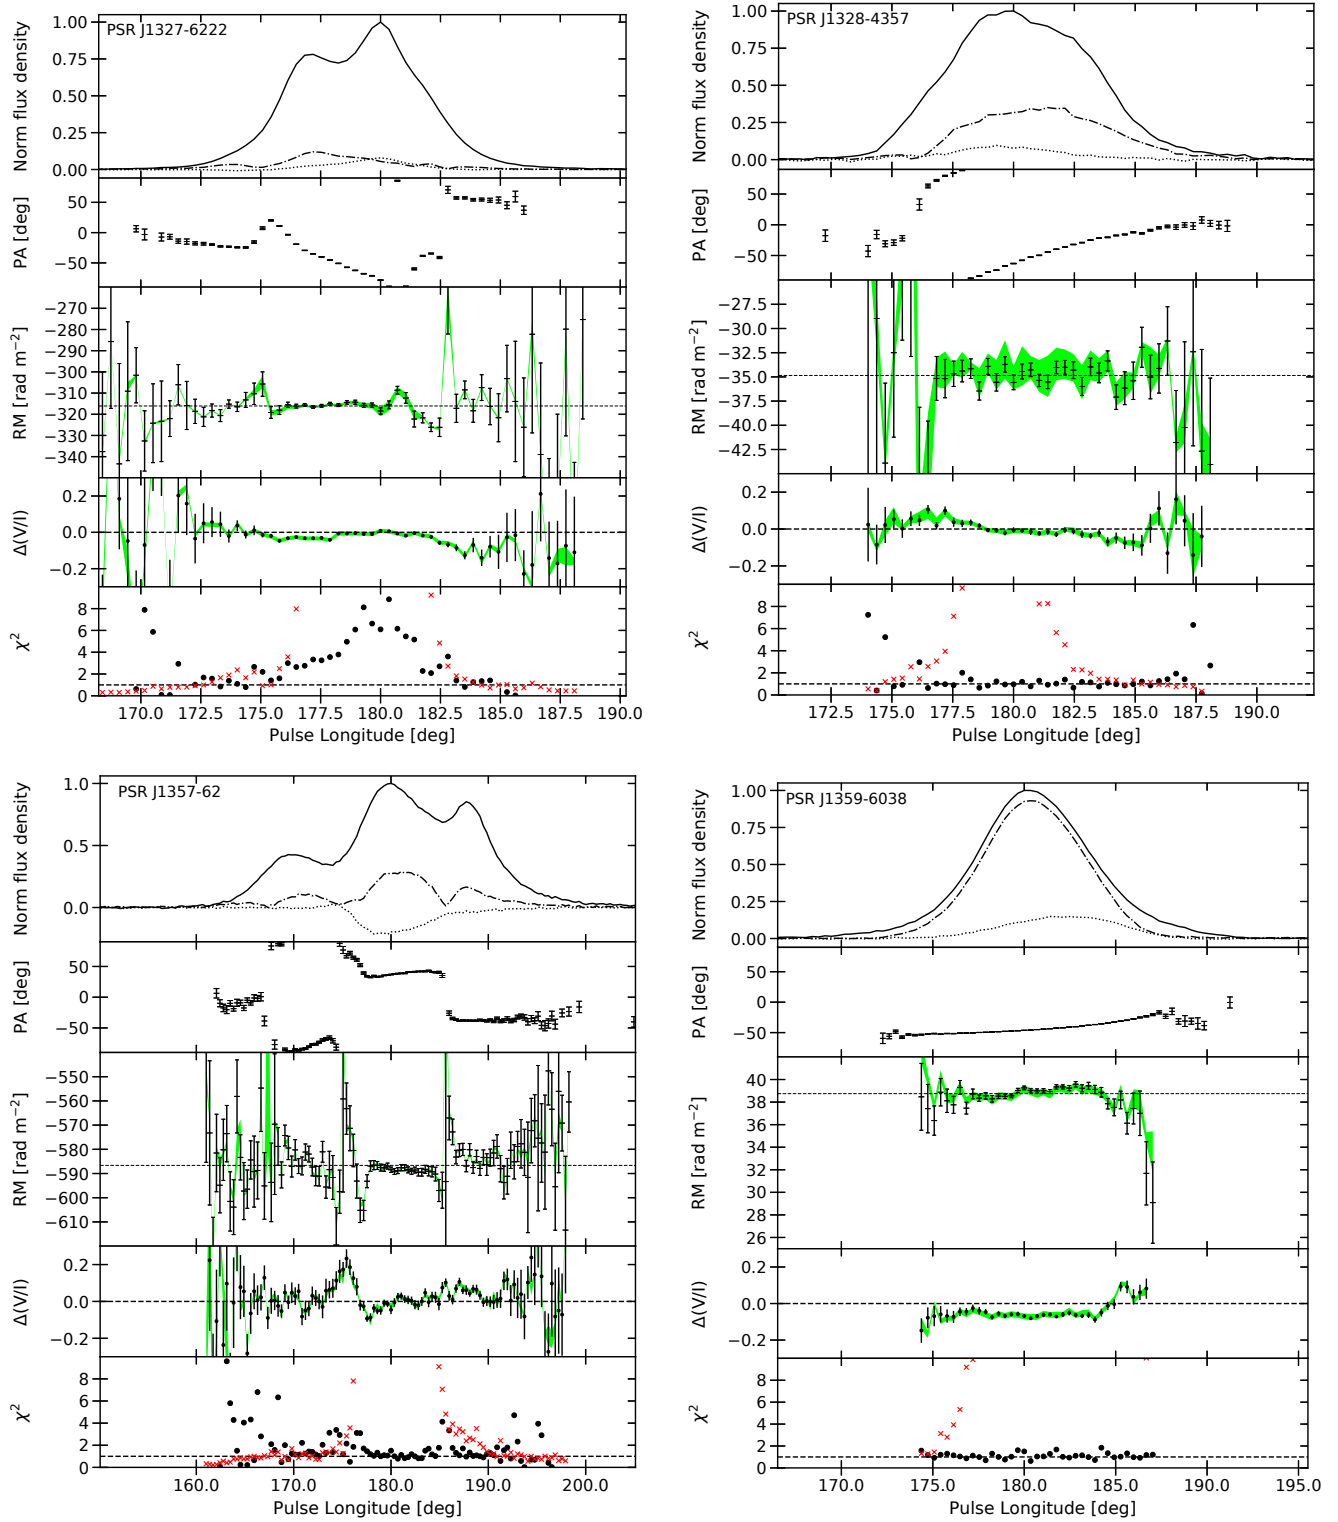 PSR J1327-6222
Norm flux density
1.00
0.75
0.50
0.25
0.00
PA [deg]
50
0
−50
RM [rad m−2]
−270
−280
−290
−300
−310
−320
−330
−340
Δ(V/I)
0.2
0.0
−0.2
χ2
8
6
4
2
0
170.0 172.5 175.0 177.5 180.0 182.5 185.0 187.5 190.0
Pulse Longitude [deg]
PSR J1328-4357
Norm flux density
1.00
0.75
0.50
0.25
0.00
PA [deg]
50
0
−50
RM [rad m−2]
−27.5
−30.0
−32.5
−35.0
−37.5
−40.0
−42.5
Δ(V/I)
0.2
0.0
−0.2
χ2
8
6
4
2
0
172.5 175.0 177.5 180.0 182.5 185.0 187.5 190.0
Pulse Longitude [deg]
PSR J1357-62
Norm flux density
1.0
0.5
0.0
PA [deg]
50
0
−50
RM [rad m−2]
−550
−560
−570
−580
−590
−600
−610
Δ(V/I)
0.2
0.0
−0.2
χ2
8
6
4
2
0
160.0 170.0 180.0 190.0 200.0
Pulse Longitude [deg]
PSR J1359-6038
Norm flux density
1.00
0.75
0.50
0.25
0.00
PA [deg]
50
0
−50
RM [rad m−2]
40
38
36
34
32
30
28
26
Δ(V/I)
0.2
0.0
−0.2
χ2
8
6
4
2
0
170.0 175.0 180.0 185.0 190.0 195.0
Pulse Longitude [deg]